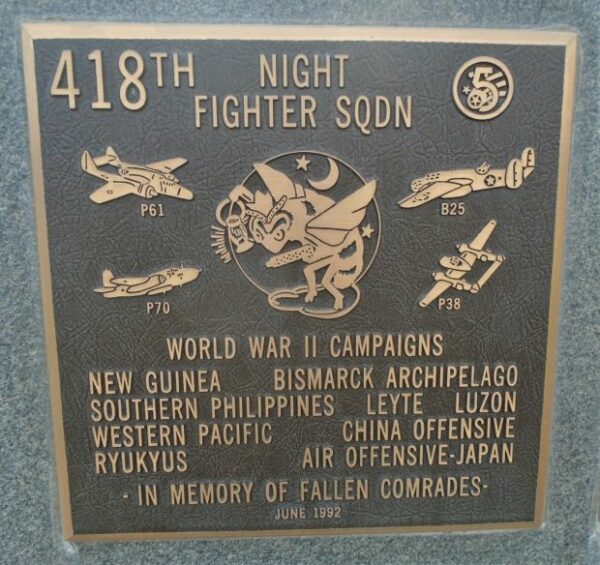 418TH NIGHT
FIGHTER SQDN
5
P61
B25
P70
P38
WORLD WAR II CAMPAIGNS
NEW GUINEA BISMARCK ARCHIPELAGO
SOUTHERN PHILIPPINES LEYTE LUZON
WESTERN PACIFIC CHINA OFFENSIVE
RYUKYUS AIR OFFENSIVE-JAPAN
- IN MEMORY OF FALLEN COMRADES-
JUNE 1992